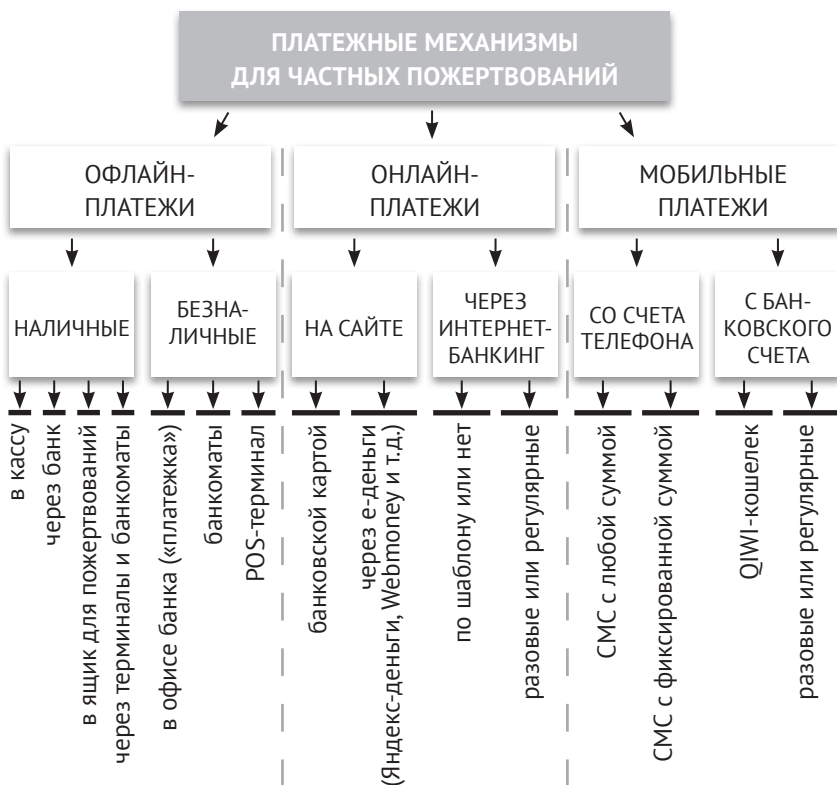 ПЛАТЕЖНЫЕ МЕХАНИЗМЫ
ДЛЯ ЧАСТНЫХ ПОЖЕРТВОВАНИЙ
ОФЛАЙН-
ПЛАТЕЖИ
ОНЛАЙН-
ПЛАТЕЖИ
МОБИЛЬНЫЕ
ПЛАТЕЖИ
НАЛИЧНЫЕ
БЕЗНА-
ЛИЧНЫЕ
НА САЙТЕ
ЧЕРЕЗ
ИНТЕРНЕТ-
БАНКИНГ
СО СЧЕТА
ТЕЛЕФОНА
С БАН-
КОВСКОГО
СЧЕТА
в кассу
через банк
в ящик для пожертвований
через терминалы и банкоматы
в офисе банка («платежка»)
банкоматы
POS-терминал
банковской картой
через е-деньги
(Яндекс-деньги, Webmoney и т.д.)
по шаблону или нет
разовые или регулярные
СМС с любой суммой
СМС с фиксированной суммой
QIWI-кошелек
разовые или регулярные